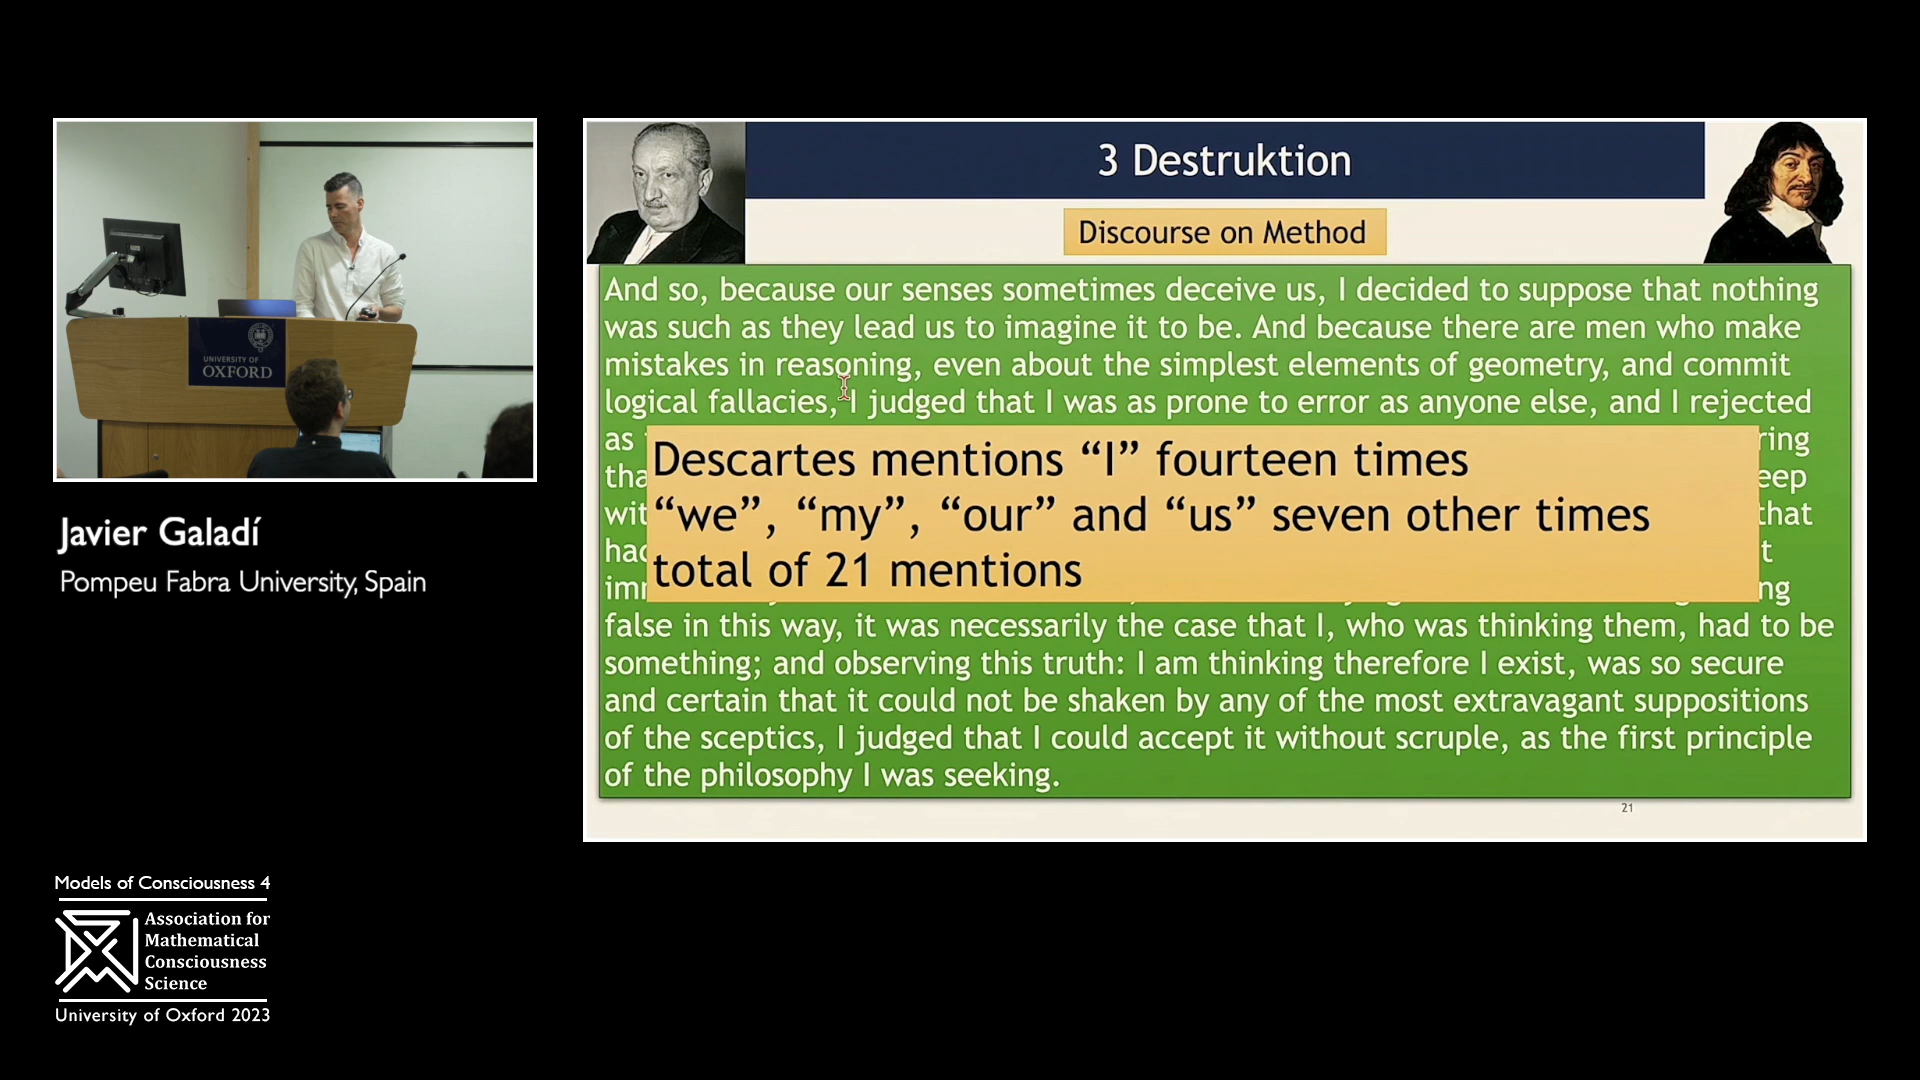 UNIVERSITY OF
OXFORD
Javier Galadí
Pompeu Fabra University, Spain
Models of Consciousness 4
Association for
Mathematical
Consciousness
Science
University of Oxford 2023
3 Destruktion
Discourse on Method
And so, because our senses sometimes deceive us, I decided to suppose that nothing
was such as they lead us to imagine it to be. And because there are men who make
mistakes in reasoning, even about the simplest elements of geometry, and commit
logical fallacies, I judged that I was as prone to error as anyone else, and I rejected
as
Descartes mentions “I” fourteen times
“we”, “my”, “our” and “us” seven other times
that
total of 21 mentions
false in this way, it was necessarily the case that I, who was thinking them, had to be
something; and observing this truth: I am thinking therefore I exist, was so secure
and certain that it could not be shaken by any of the most extravagant suppositions
of the sceptics, I judged that I could accept it without scruple, as the first principle
of the philosophy I was seeking.
21